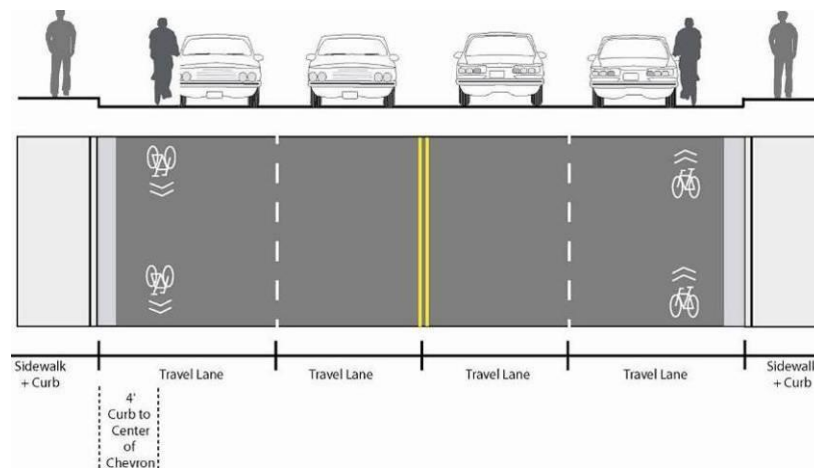 Sidewalk
+ Curb
Travel Lane
Travel Lane
Travel Lane
Travel Lane
Sidewalk
+ Curb
4'
Curb to
Center
of
Chevron